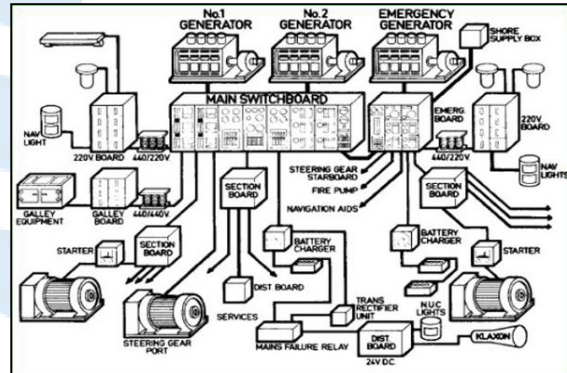 No.1
GENERATOR
No.2
GENERATOR
EMERGENCY
GENERATOR
SHORE
SUPPLY BOX
MAIN SWITCHBOARD
EMERG.
BOARD
220V
BOARD
NAV
LIGHT
220V. BOARD
440/220V.
440/220V.
NAV
LIGHTS
STEERING GEAR
STARBOARD
FIRE PUMP
NAVIGATION AIDS
SECTION
BOARD
SECTION
BOARD
GALLEY
EQUIPMENT
GALLEY
BOARD
440/440V.
BATTERY
CHARGER
BATTERY
CHARGER
STARTER
SECTION
BOARD
STARTER
DIST BOARD
SERVICES
TRANS
RECTIFIER
UNIT
N.U.C
LIGHTS
STEERING GEAR
PORT
MAINS FAILURE RELAY
DIST.
BOARD
24V D.C.
KLAXON